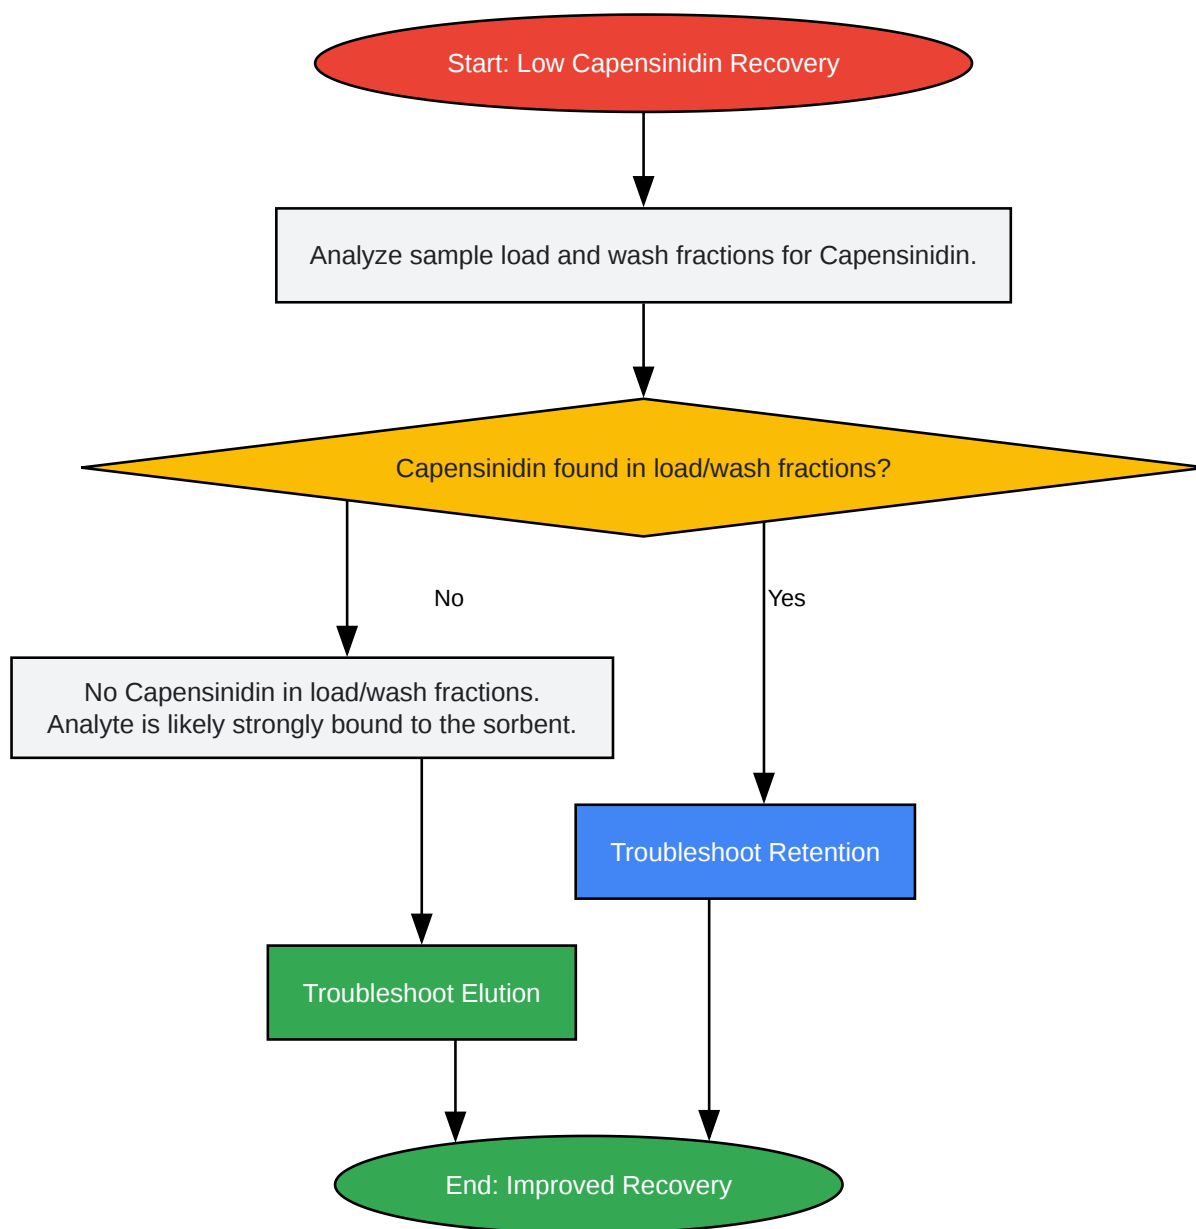 Start: Low Capensinidin Recovery
Analyze sample load and wash fractions for Capensinidin.
Capensinidin found in load/wash fractions?
No
Yes
No Capensinidin in load/wash fractions.
Analyte is likely strongly bound to the sorbent.
Troubleshoot Retention
Troubleshoot Elution
End: Improved Recovery